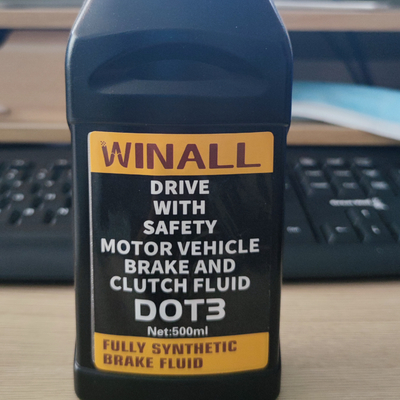 WINALL
DRIVE
WITH
SAFETY
MOTOR VEHICLE
BRAKE AND
CLUTCH FLUID
DOT3
Net:500ml
FULLY SYNTHETIC
BRAKE FLUID